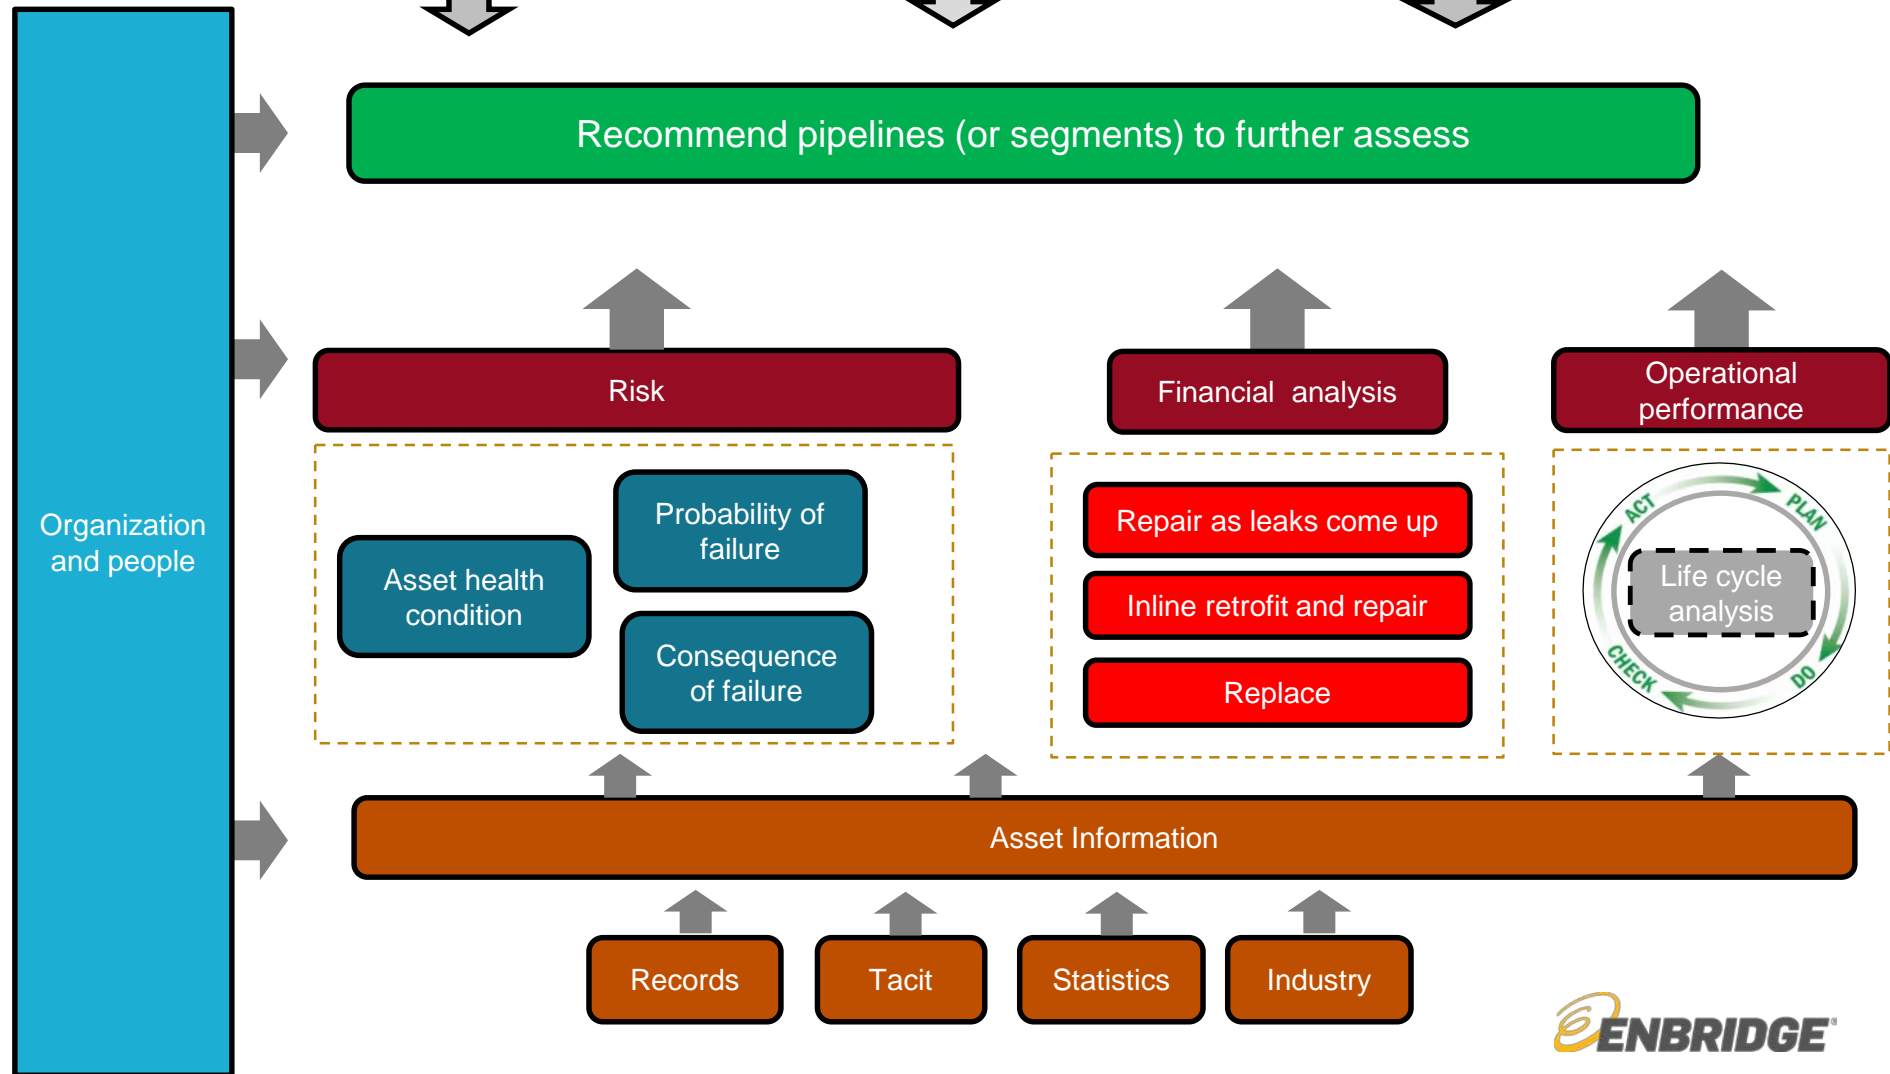 Recommend pipelines (or segments) to further assess
Organization
and people
Risk
Financial analysis
Operational
performance
Asset health
condition
Probability of
failure
Consequence
of failure
Repair as leaks come up
Inline retrofit and repair
Replace
ACT
PLAN
Life cycle
analysis
CHECK
DO
Asset Information
Records
Tacit
Statistics
Industry
ENBRIDGE®